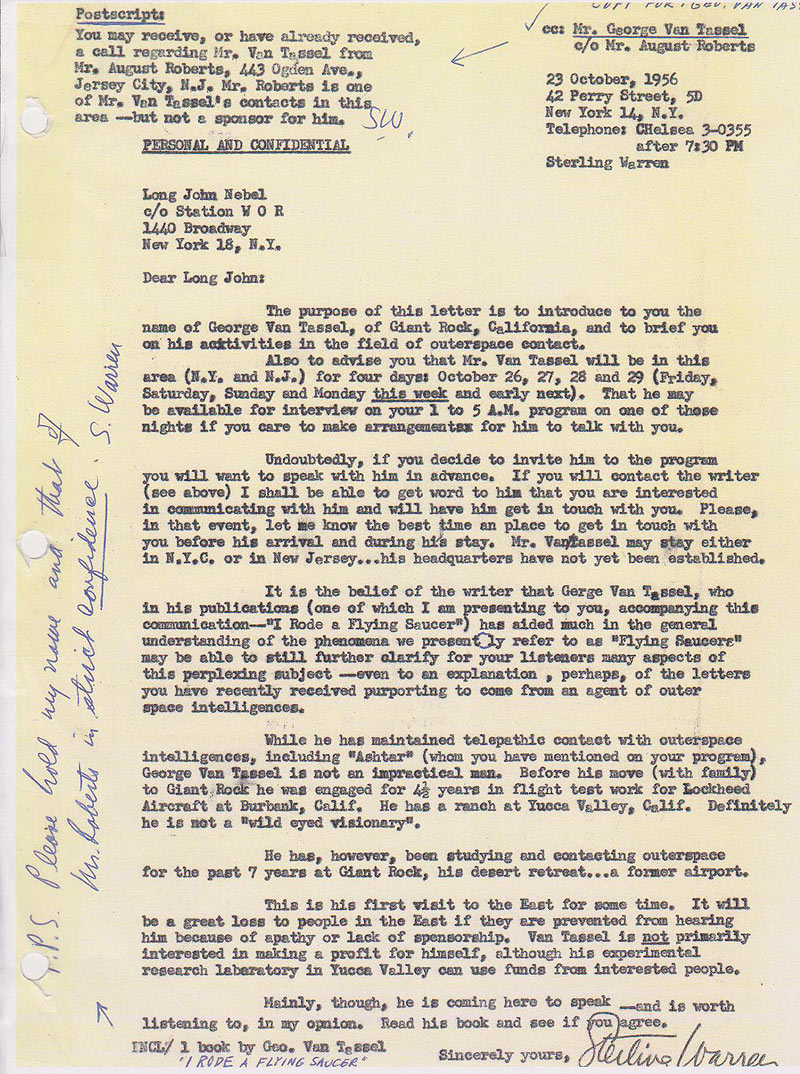 COPY FOR : GEO. VAN TASS
Postscript:
You may receive, or have already received,
a call regarding Mr. Van Tassel from
Mr. August Roberts, 443 Ogden Ave.,
Jersey City, N.J. Mr. Roberts is one
of Mr. Van Tassel's contacts in this
area —but not a sponsor for him. SW
cc: Mr. George Van Tassel
c/o Mr. August Roberts
23 October, 1956
42 Perry Street, 5D
New York 14, N.Y.
Telephone: CHelsea 3-0355
after 7:30 PM
Sterling Warren
PERSONAL AND CONFIDENTIAL
Long John Nebel
c/o Station W O R
1440 Broadway
New York 18, N.Y.
Dear Long John:
The purpose of this letter is to introduce to you the
name of George Van Tassel, of Giant Rock, California, and to brief you
on his acktivities in the field of outerspace contact.
Also to advise you that Mr. Van Tassel will be in this
area (N.Y. and N.J.) for four days: October 26, 27, 28 and 29 (Friday,
Saturday, Sunday and Monday this week and early next). That he may
be available for interview on your 1 to 5 A.M. program on one of those
nights if you care to make arrangementsx for him to talk with you.
Undoubtedly, if you decide to invite him to the program
you will want to speak with him in advance. If you will contact the writer
(see above) I shall be able to get word to him that you are interested
in communicating with him and will have him get in touch with you. Please,
in that event, let me know the best time an place to get in touch with
you before his arrival and during his stay. Mr. VanTassel may stay either
in N.Y.C. or in New Jersey...his headquarters have not yet been established.
It is the belief of the writer that Gerge Van Tassel, who
in his publications (one of which I am presenting to you, accompanying this
communication—"I Rode a Flying Saucer") has aided much in the general
understanding of the phenomena we presently refer to as "Flying Saucers"
may be able to still further clarify for your listeners many aspects of
this perplexing subject —even to an explanation , perhaps, of the letters
you have recently received purporting to come from an agent of outer
space intelligences.
While he has maintained telepathic contact with outerspace
intelligences, including "Ashtar" (whom you have mentioned on your program),
George Van Tassel is not an impractical man. Before his move (with family)
to Giant Rock he was engaged for 4½ years in flight test work for Lockheed
Aircraft at Burbank, Calif. He has a ranch at Yucca Valley, Calif. Definitely
he is not a "wild eyed visionary".
He has, however, been studying and contacting outerspace
for the past 7 years at Giant Rock, his desert retreat...a former airport.
This is his first visit to the East for some time. It will
be a great loss to people in the East if they are prevented from hearing
him because of apathy or lack of spensorship. Van Tassel is not primarily
interested in making a profit for himself, although his experimental
research labaratory in Yucca Valley can use funds from interested people.
Mainly, though, he is coming here to speak —and is worth
listening to, in my opnion. Read his book and see if you agree.
INCL/ 1 book by Geo. Van Tassel
"I RODE A FLYING SAUCER"
Sincerely yours, Sterling Warren
P.P.S. Please hold my name and that of
Mr. Roberts in strict confidence. S. Warren